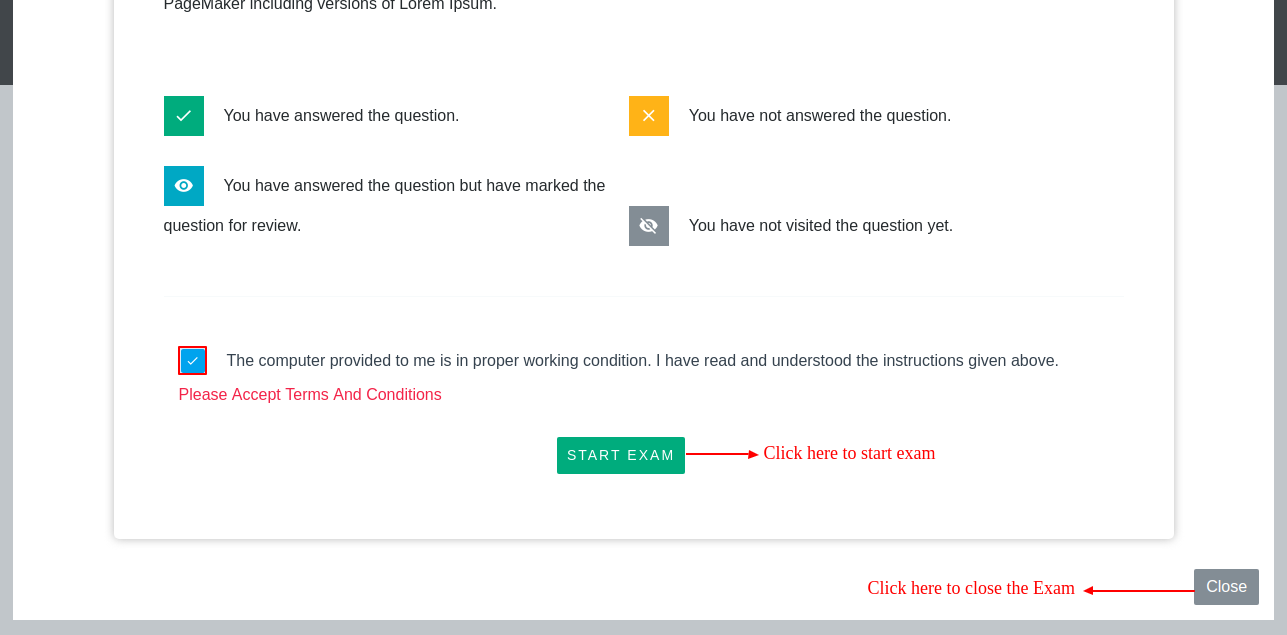 PageMaker including versions of Lorem Ipsum.
You have answered the question.
You have not answered the question.
You have answered the question but have marked the
question for review.
You have not visited the question yet.
The computer provided to me is in proper working condition. I have read and understood the instructions given above.
Please Accept Terms And Conditions
START EXAM
Click here to start exam
Click here to close the Exam
Close